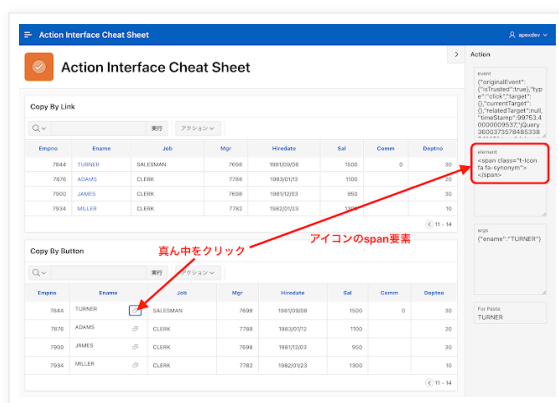 Action Interface Cheat Sheet
apexdev
Action Interface Cheat Sheet
Action
event
{"originalEvent":
{"isTrusted":true},"typ
e":"click","target":
{},"currentTarget":
{},"relatedTarget":null,
"timeStamp":99753.4
element
<span class="t-Icon
fa fa-synonym">
</span>
args
{"ename":"TURNER"}
For Paste
TURNER
Copy By Link
実行 アクション
Empno Ename Job Mgr Hiredate Sal Comm Deptno
7844 TURNER SALESMAN 7698 1981/09/08 1500 0 30
7876 ADAMS CLERK 7788 1983/01/12 1100 20
7900 JAMES CLERK 7698 1981/12/03 950 30
7934 MILLER CLERK 7782 1982/01/23 1300 10
11 - 14
アイコンのspan要素
真ん中をクリック
Copy By Button
実行 アクション
Empno Ename Job Mgr Hiredate Sal Comm Deptno
7844 TURNER SALESMAN 7698 1981/09/08 1500 0 30
7876 ADAMS CLERK 7788 1983/01/12 1100 20
7900 JAMES CLERK 7698 1981/12/03 950 30
7934 MILLER CLERK 7782 1982/01/23 1300 10
11 - 14